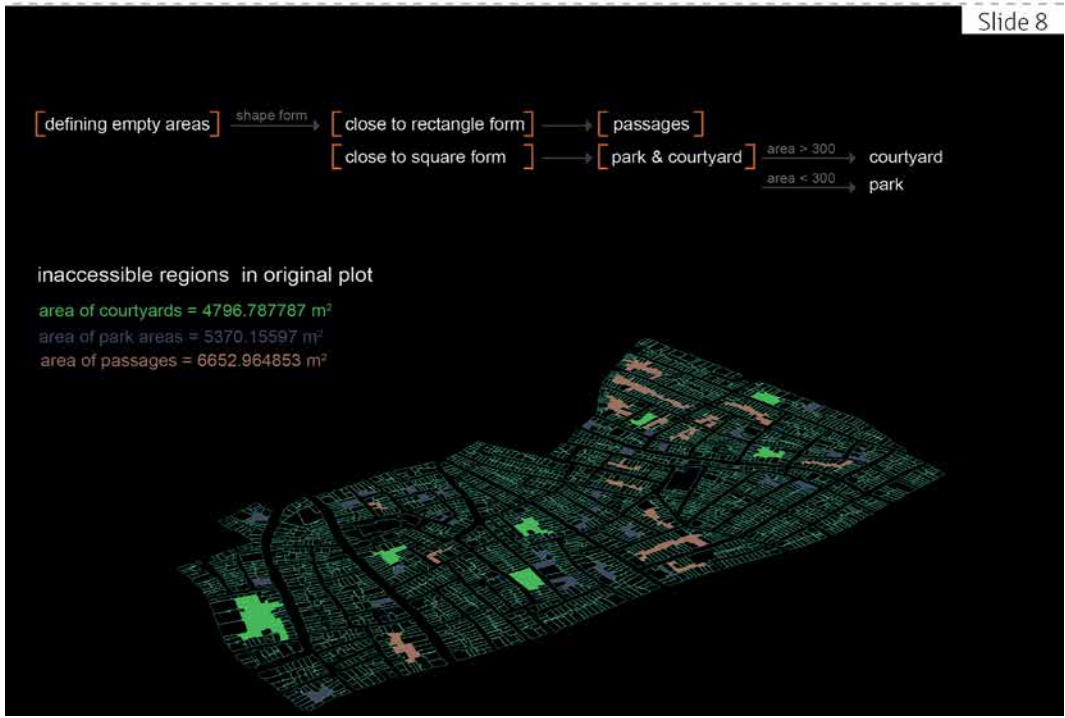 Slide 8
[defining empty areas] shape form [close to rectangle form] [passages]
[close to square form] [park & courtyard] area > 300 courtyard
area < 300 park
inaccessible regions in original plot
area of courtyards = 4796.787787 m²
area of park areas = 5370.15597 m²
area of passages = 6652.964853 m²